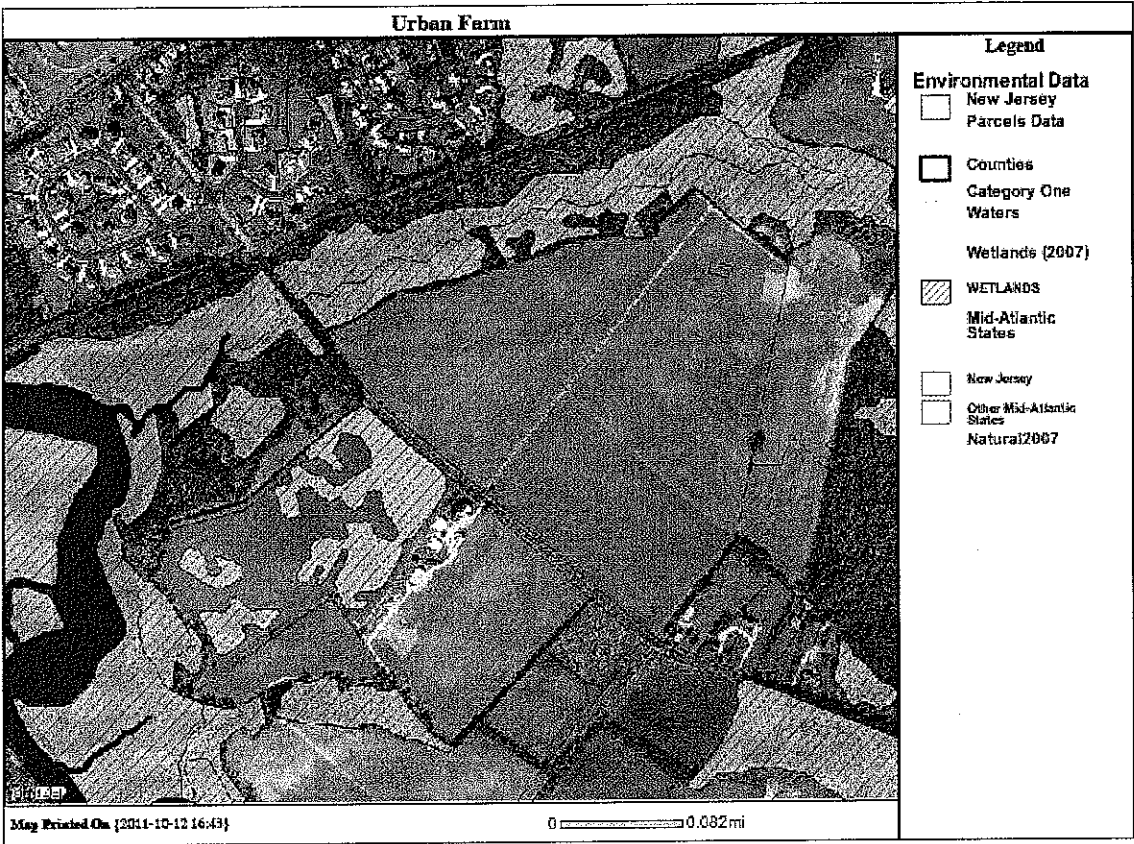 Urban Farm
Legend
Environmental Data
New Jersey
Parcels Data
Counties
Category One
Waters
Wetlands (2007)
WETLANDS
Mid-Atlantic
States
New Jersey
Other Mid-Atlantic
States
Natural2007
Map Printed On {2011-10-12 16:43}
0 0.082mi